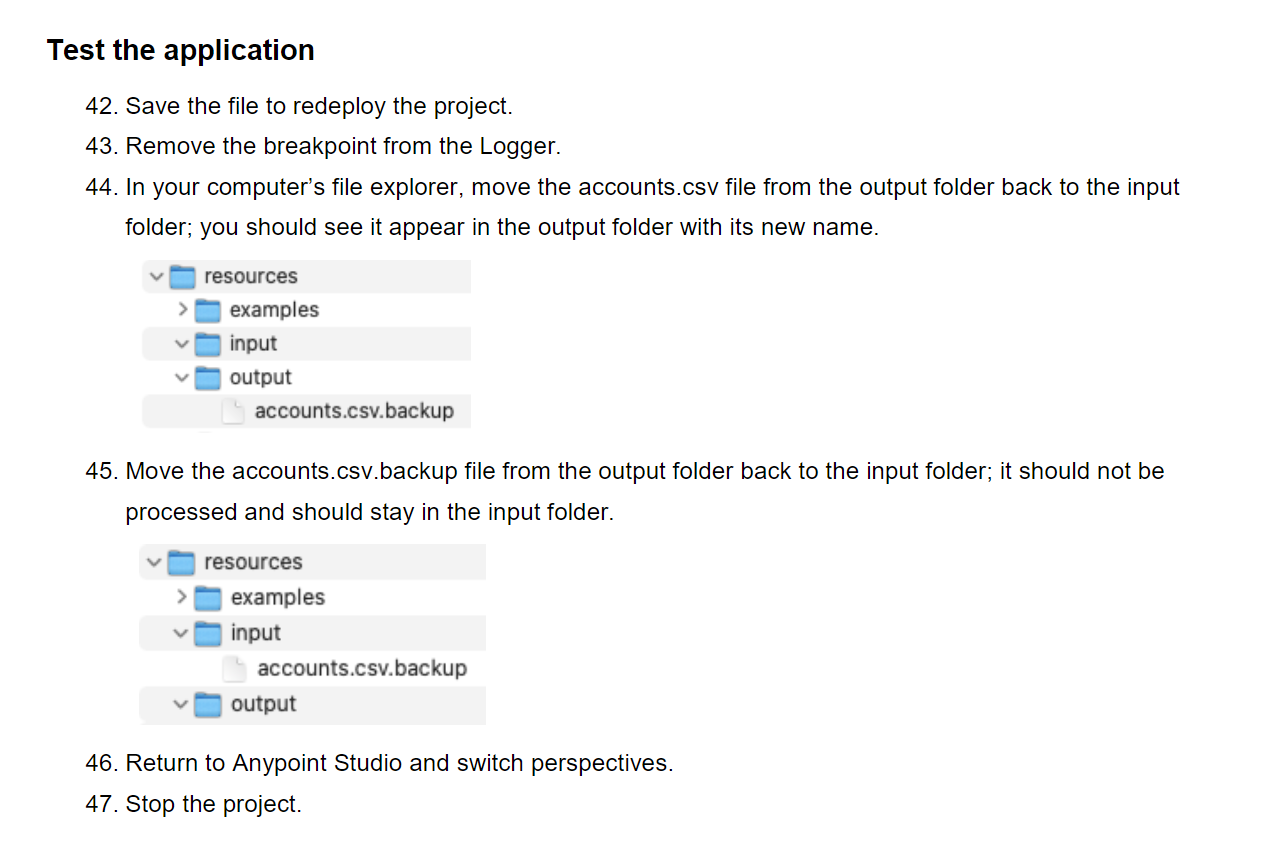 Test the application
42. Save the file to redeploy the project.
43. Remove the breakpoint from the Logger.
44. In your computer’s file explorer, move the accounts.csv file from the output folder back to the input
folder; you should see it appear in the output folder with its new name.
resources
examples
input
output
accounts.csv.backup
45. Move the accounts.csv.backup file from the output folder back to the input folder; it should not be
processed and should stay in the input folder.
resources
examples
input
accounts.csv.backup
output
46. Return to Anypoint Studio and switch perspectives.
47. Stop the project.